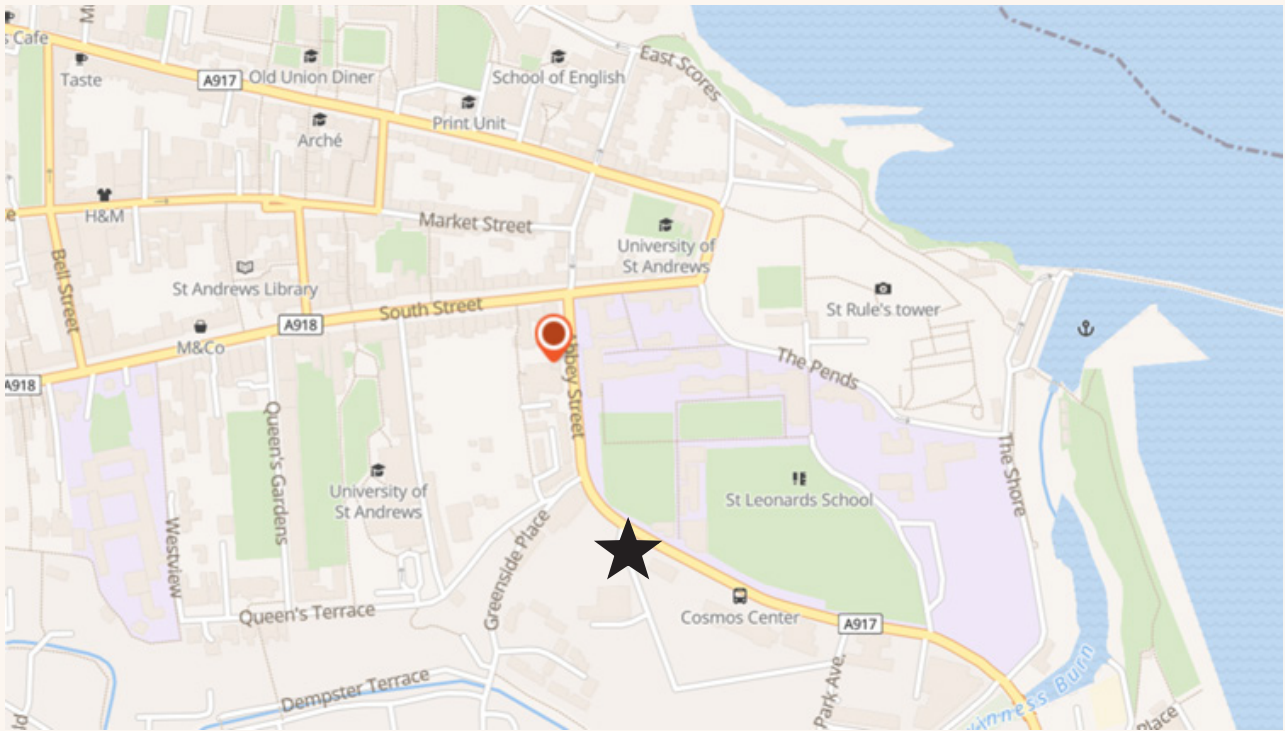 s Cafe
Taste
A917
Old Union Diner
School of English
East Scores
Print Unit
Arché
H&M
Market Street
University of
St Andrews
Bell Street
St Andrews Library
South Street
St Rule's tower
A918
M&Co
The Pends
A918
Abbey Street
Queen's Gardens
The Shore
University of
St Andrews
St Leonards School
Westview
Greenside Place
Queen's Terrace
Cosmos Center
A917
Dempster Terrace
Park Ave.
inness Burn
Place